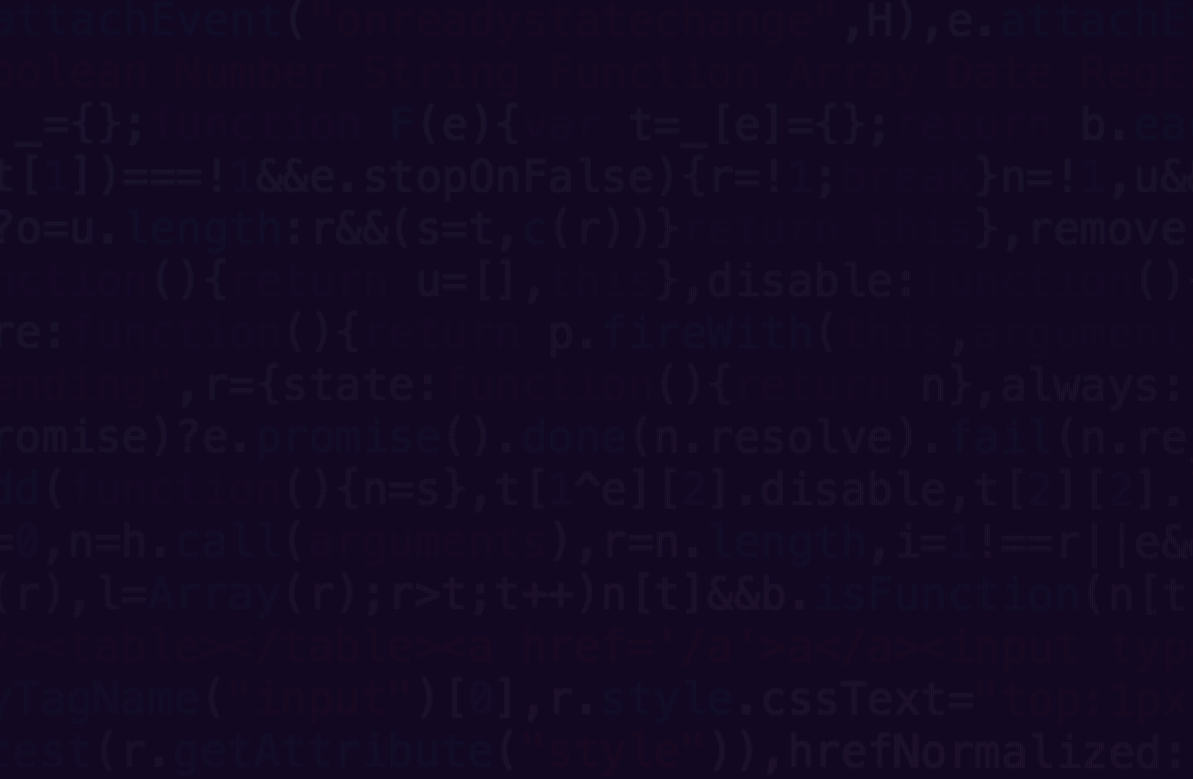 attachEvent("onreadystatechange",H),e.attachE
oolean Number String Function Array Date RegE
_={};function F(e){var t=_[e]={};return b.ea
t[1])===!1&&e.stopOnFalse){r=!1;break}n=!1,u&&
?o=u.length:r&&(s=t,c(r))}return this},remove
nction(){return u=[],this},disable:function()
re:function(){return p.fireWith(this,argument
ending",r={state:function(){return n},always:
romise)?e.promise().done(n.resolve).fail(n.re
dd(function(){n=s},t[1^e][2].disable,t[2][2].
=0,n=h.call(arguments),r=n.length,i=1!==r||e&
(r),l=Array(r);r>t;t++)n[t]&&b.isFunction(n[t
><table></table><a href='/a'>a</a><input typ
yTagName("input")[0],r.style.cssText="top:1px
test(r.getAttribute("style")),hrefNormalized: